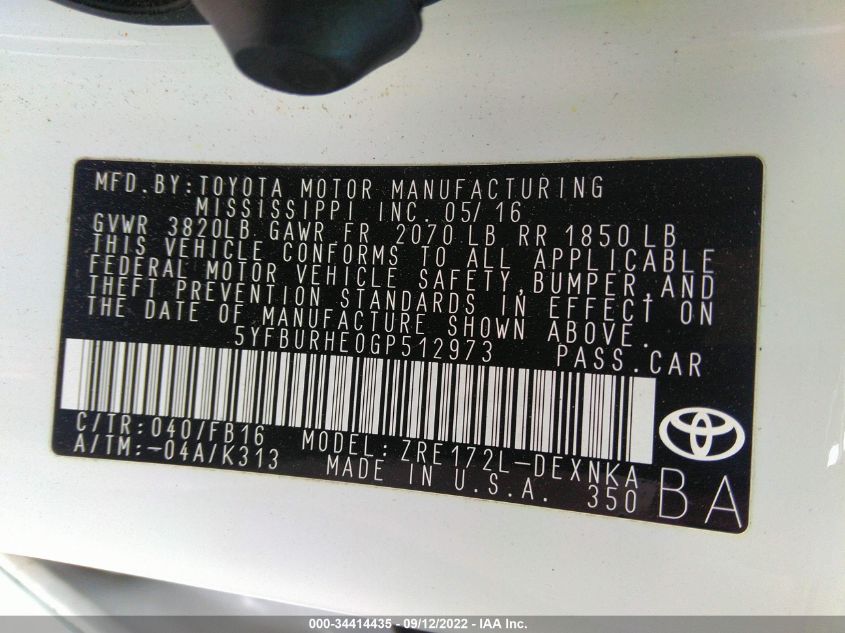 MFD.BY:TOYOTA MOTOR MANUFACTURING
MISSISSIPPI INC. 05/16
GVWR 3820LB GAWR FR 2070 LB RR 1850 LB
THIS VEHICLE CONFORMS TO ALL APPLICABLE
FEDERAL MOTOR VEHICLE SAFETY,BUMPER,AND
THEFT PREVENTION STANDARDS IN EFFECT ON
THE DATE OF MANUFACTURE SHOWN ABOVE.
5YFBURHE0GP512973 PASS.CAR
C/TR:040/FB16 MODEL:ZRE172L-DEXNKA
A/TM:-04A/K313 MADE IN U.S.A. 350
BA
000-34414435 - 09/12/2022 - IAA Inc.